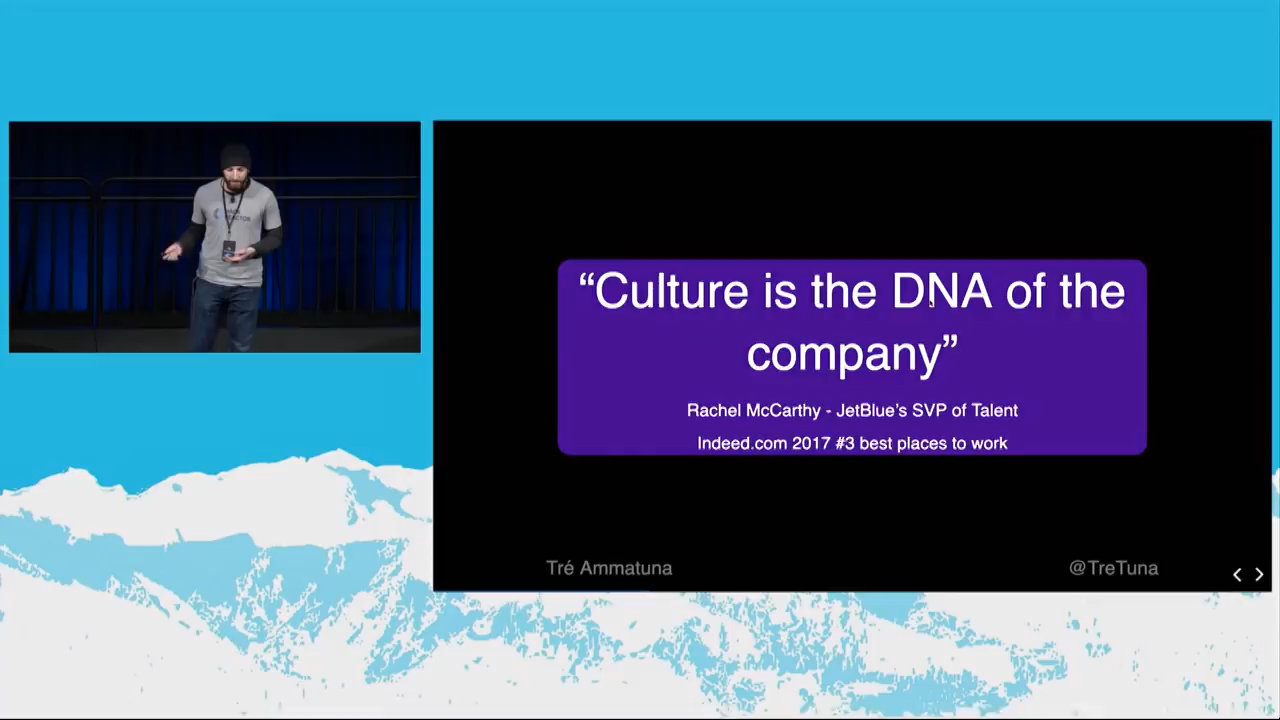 “Culture is the DNA of the
company”
Rachel McCarthy - JetBlue’s SVP of Talent
Indeed.com 2017 #3 best places to work
Tré Ammatuna
@TreTuna